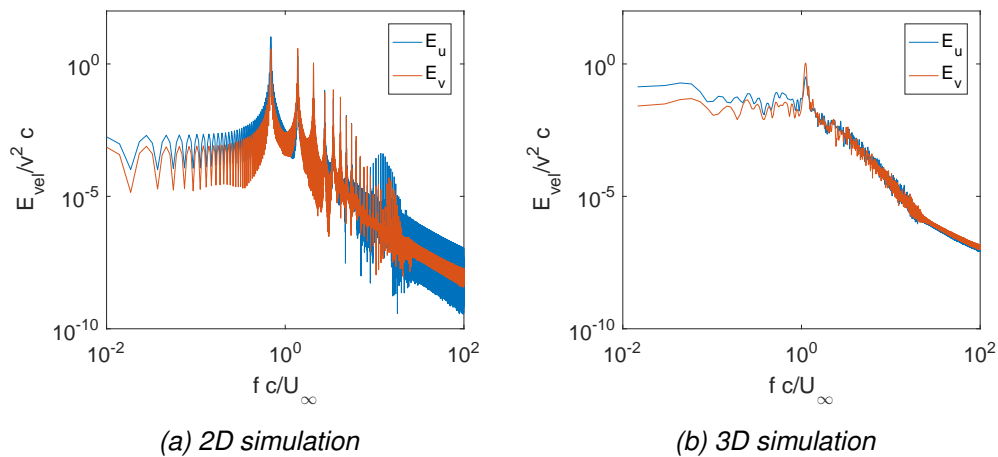 E_vel/v^2 c
10^0
10^-5
10^-10
10^-2
10^0
10^2
f c/U_∞
E_u
E_v
(a) 2D simulation
E_vel/v^2 c
10^0
10^-5
10^-10
10^-2
10^0
10^2
f c/U_∞
E_u
E_v
(b) 3D simulation